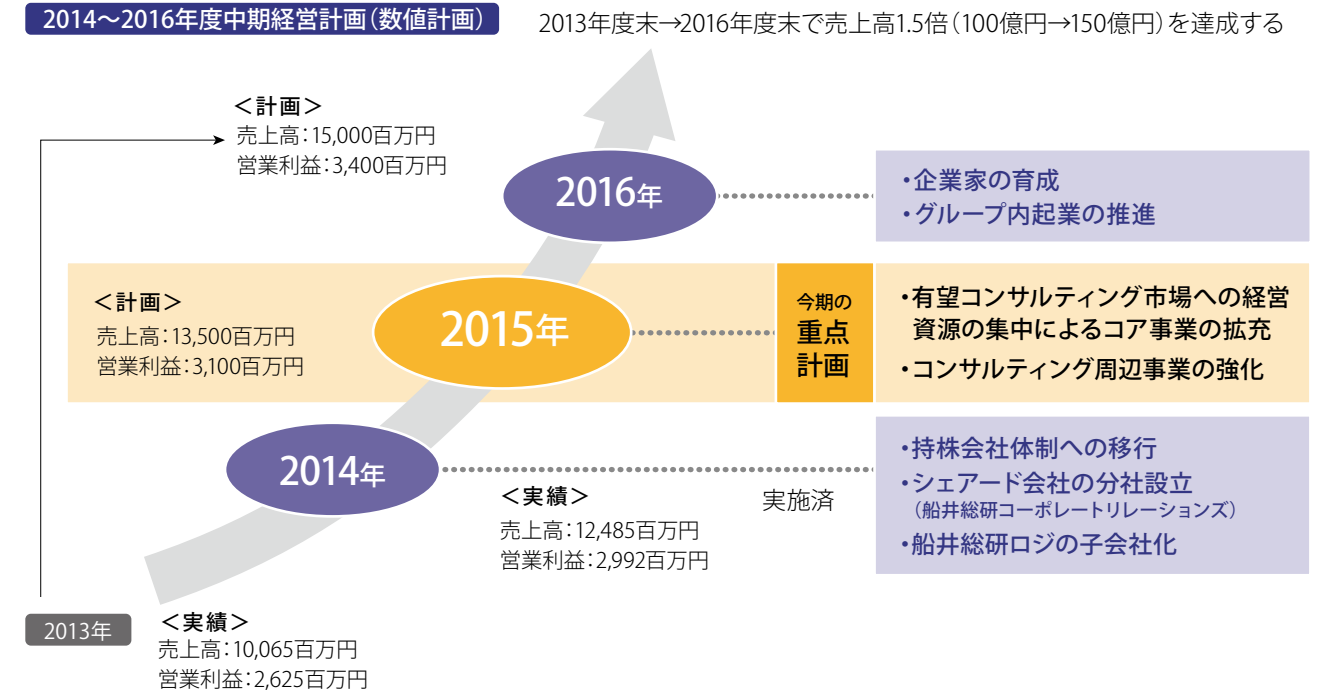 2014〜2016年度中期経営計画（数値計画）
2013年度末→2016年度末で売上高1.5倍（100億円→150億円）を達成する
＜計画＞
売上高：15,000百万円
営業利益：3,400百万円
2016年
・企業家の育成
・グループ内起業の推進
＜計画＞
売上高：13,500百万円
営業利益：3,100百万円
2015年
今期の
重点
計画
・有望コンサルティング市場への経営
資源の集中によるコア事業の拡充
・コンサルティング周辺事業の強化
2014年
＜実績＞
売上高：12,485百万円
営業利益：2,992百万円
実施済
・持株会社体制への移行
・シェアード会社の分社設立
（船井総研コーポレートリレーションズ）
・船井総研ロジの子会社化
2013年
＜実績＞
売上高：10,065百万円
営業利益：2,625百万円